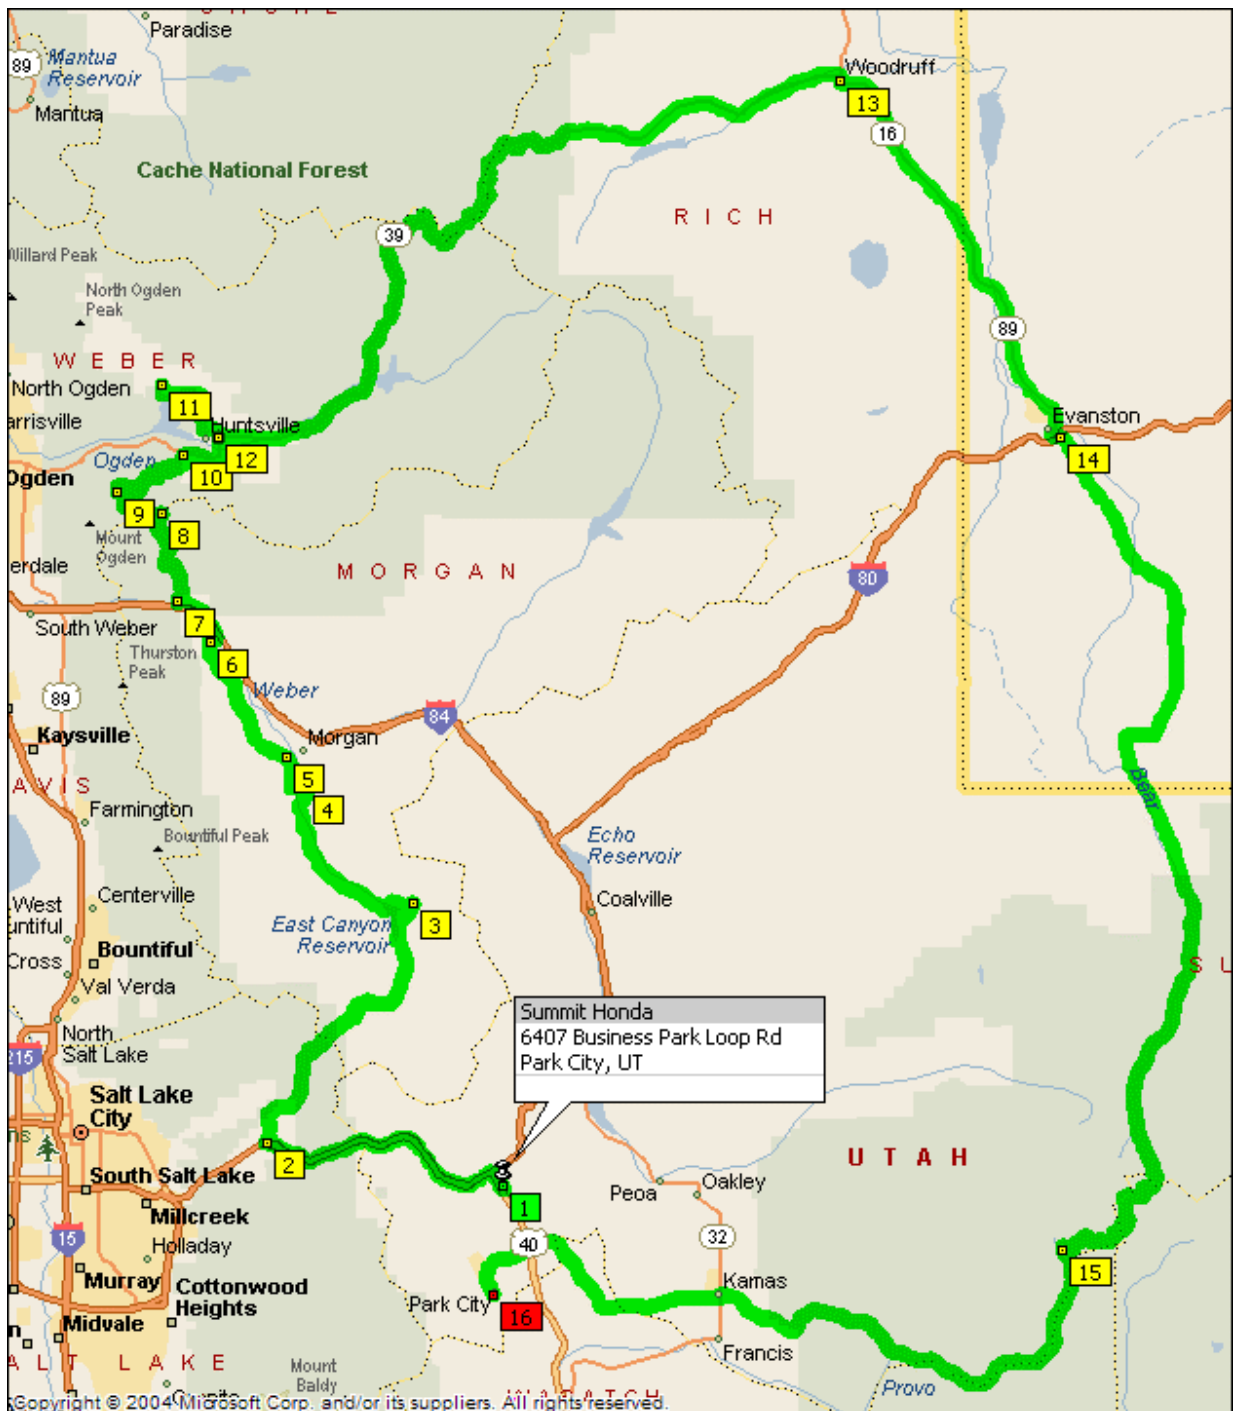 C A C H E
Paradise
89
Mantua
Reservoir
Mantua
Woodruff
13
16
Cache National Forest
R I C H
39
Willard Peak
North Ogden
Peak
89
W E B E R
North Ogden
11
arrisville
Huntsville
Evanston
Ogden
10
12
14
Ogden
9
8
Mount
Ogden
erdale
M O R G A N
80
South Weber
7
Thurston
Peak
6
89
Weber
84
Kaysville
Morgan
5
Bear
A V I S
4
Farmington
Bountiful Peak
Echo
Reservoir
West
untiful
Centerville
Coalville
East Canyon
Reservoir
3
Bountiful
Cross
S U
Val Verda
Summit Honda
6407 Business Park Loop Rd
Park City, UT
North
Salt Lake
215
Salt Lake
City
ns
2
U T A H
South Salt Lake
Peoa
Oakley
1
Millcreek
15
Holladay
40
32
Murray
15
Kamas
Cottonwood
Heights
Park City
16
Midvale
n
Francis
A L T L A K E
Mount
Baldy
Provo
W A S A T C H
Copyright © 2004 Microsoft Corp. and/or its suppliers. All rights reserved.